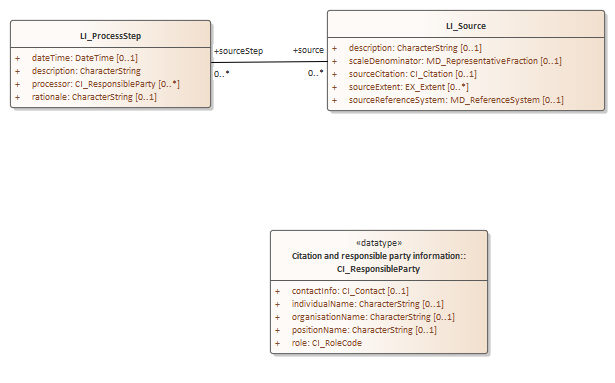 LI_ProcessStep
+ dateTime: DateTime [0..1]
+ description: CharacterString
+ processor: CI_ResponsibleParty [0..*]
+ rationale: CharacterString [0..1]
+sourceStep
+source
0..*
0..*
LI_Source
+ description: CharacterString [0..1]
+ scaleDenominator: MD_RepresentativeFraction [0..1]
+ sourceCitation: CI_Citation [0..1]
+ sourceExtent: EX_Extent [0..*]
+ sourceReferenceSystem: MD_ReferenceSystem [0..1]
«datatype»
Citation and responsible party information::
CI_ResponsibleParty
+ contactInfo: CI_Contact [0..1]
+ individualName: CharacterString [0..1]
+ organisationName: CharacterString [0..1]
+ positionName: CharacterString [0..1]
+ role: CI_RoleCode